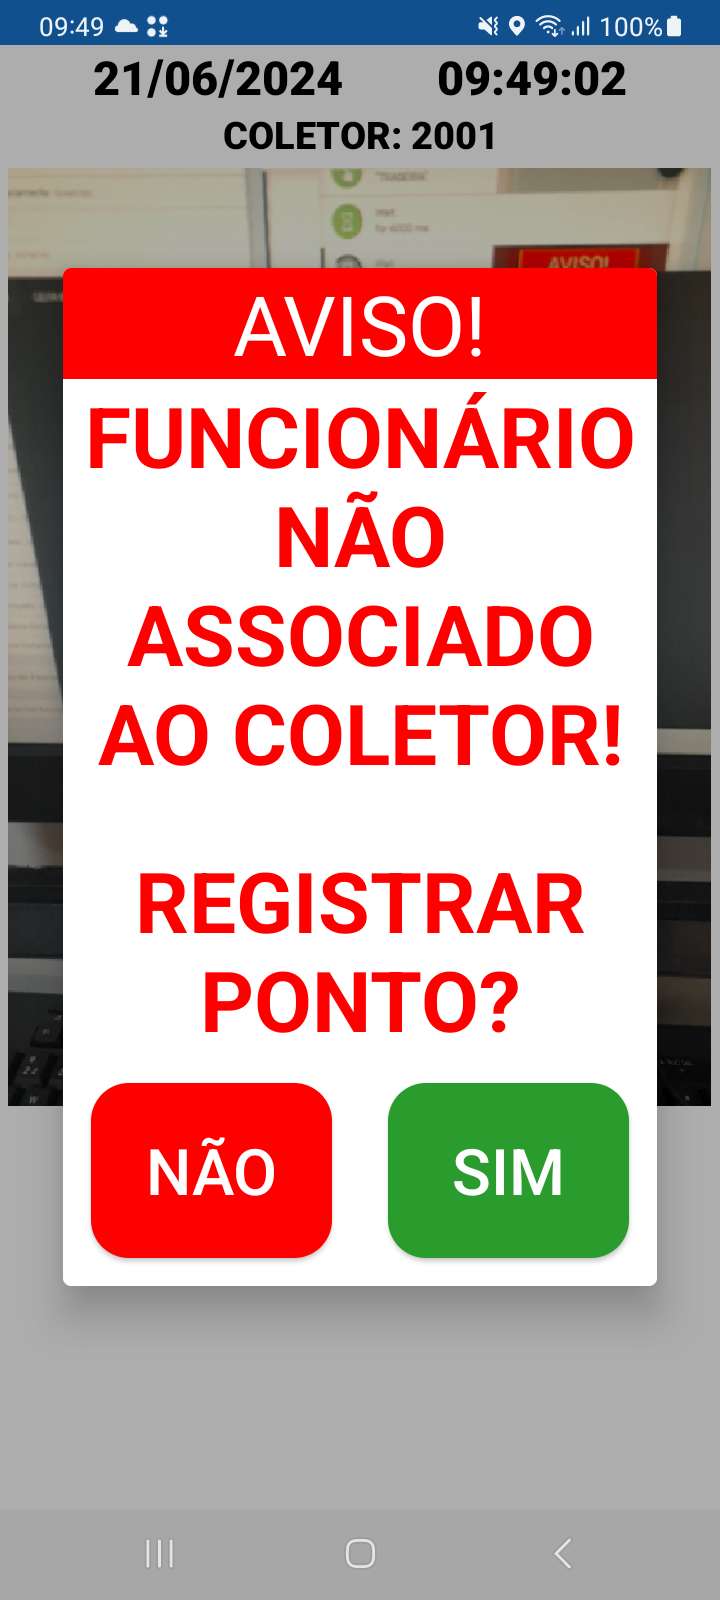 09:49 100%
21/06/2024 09:49:02
COLETOR: 2001
AVISO!
AVISO!
FUNCIONÁRIO
NÃO
ASSOCIADO
AO COLETOR!
REGISTRAR
PONTO?
NÃO SIM